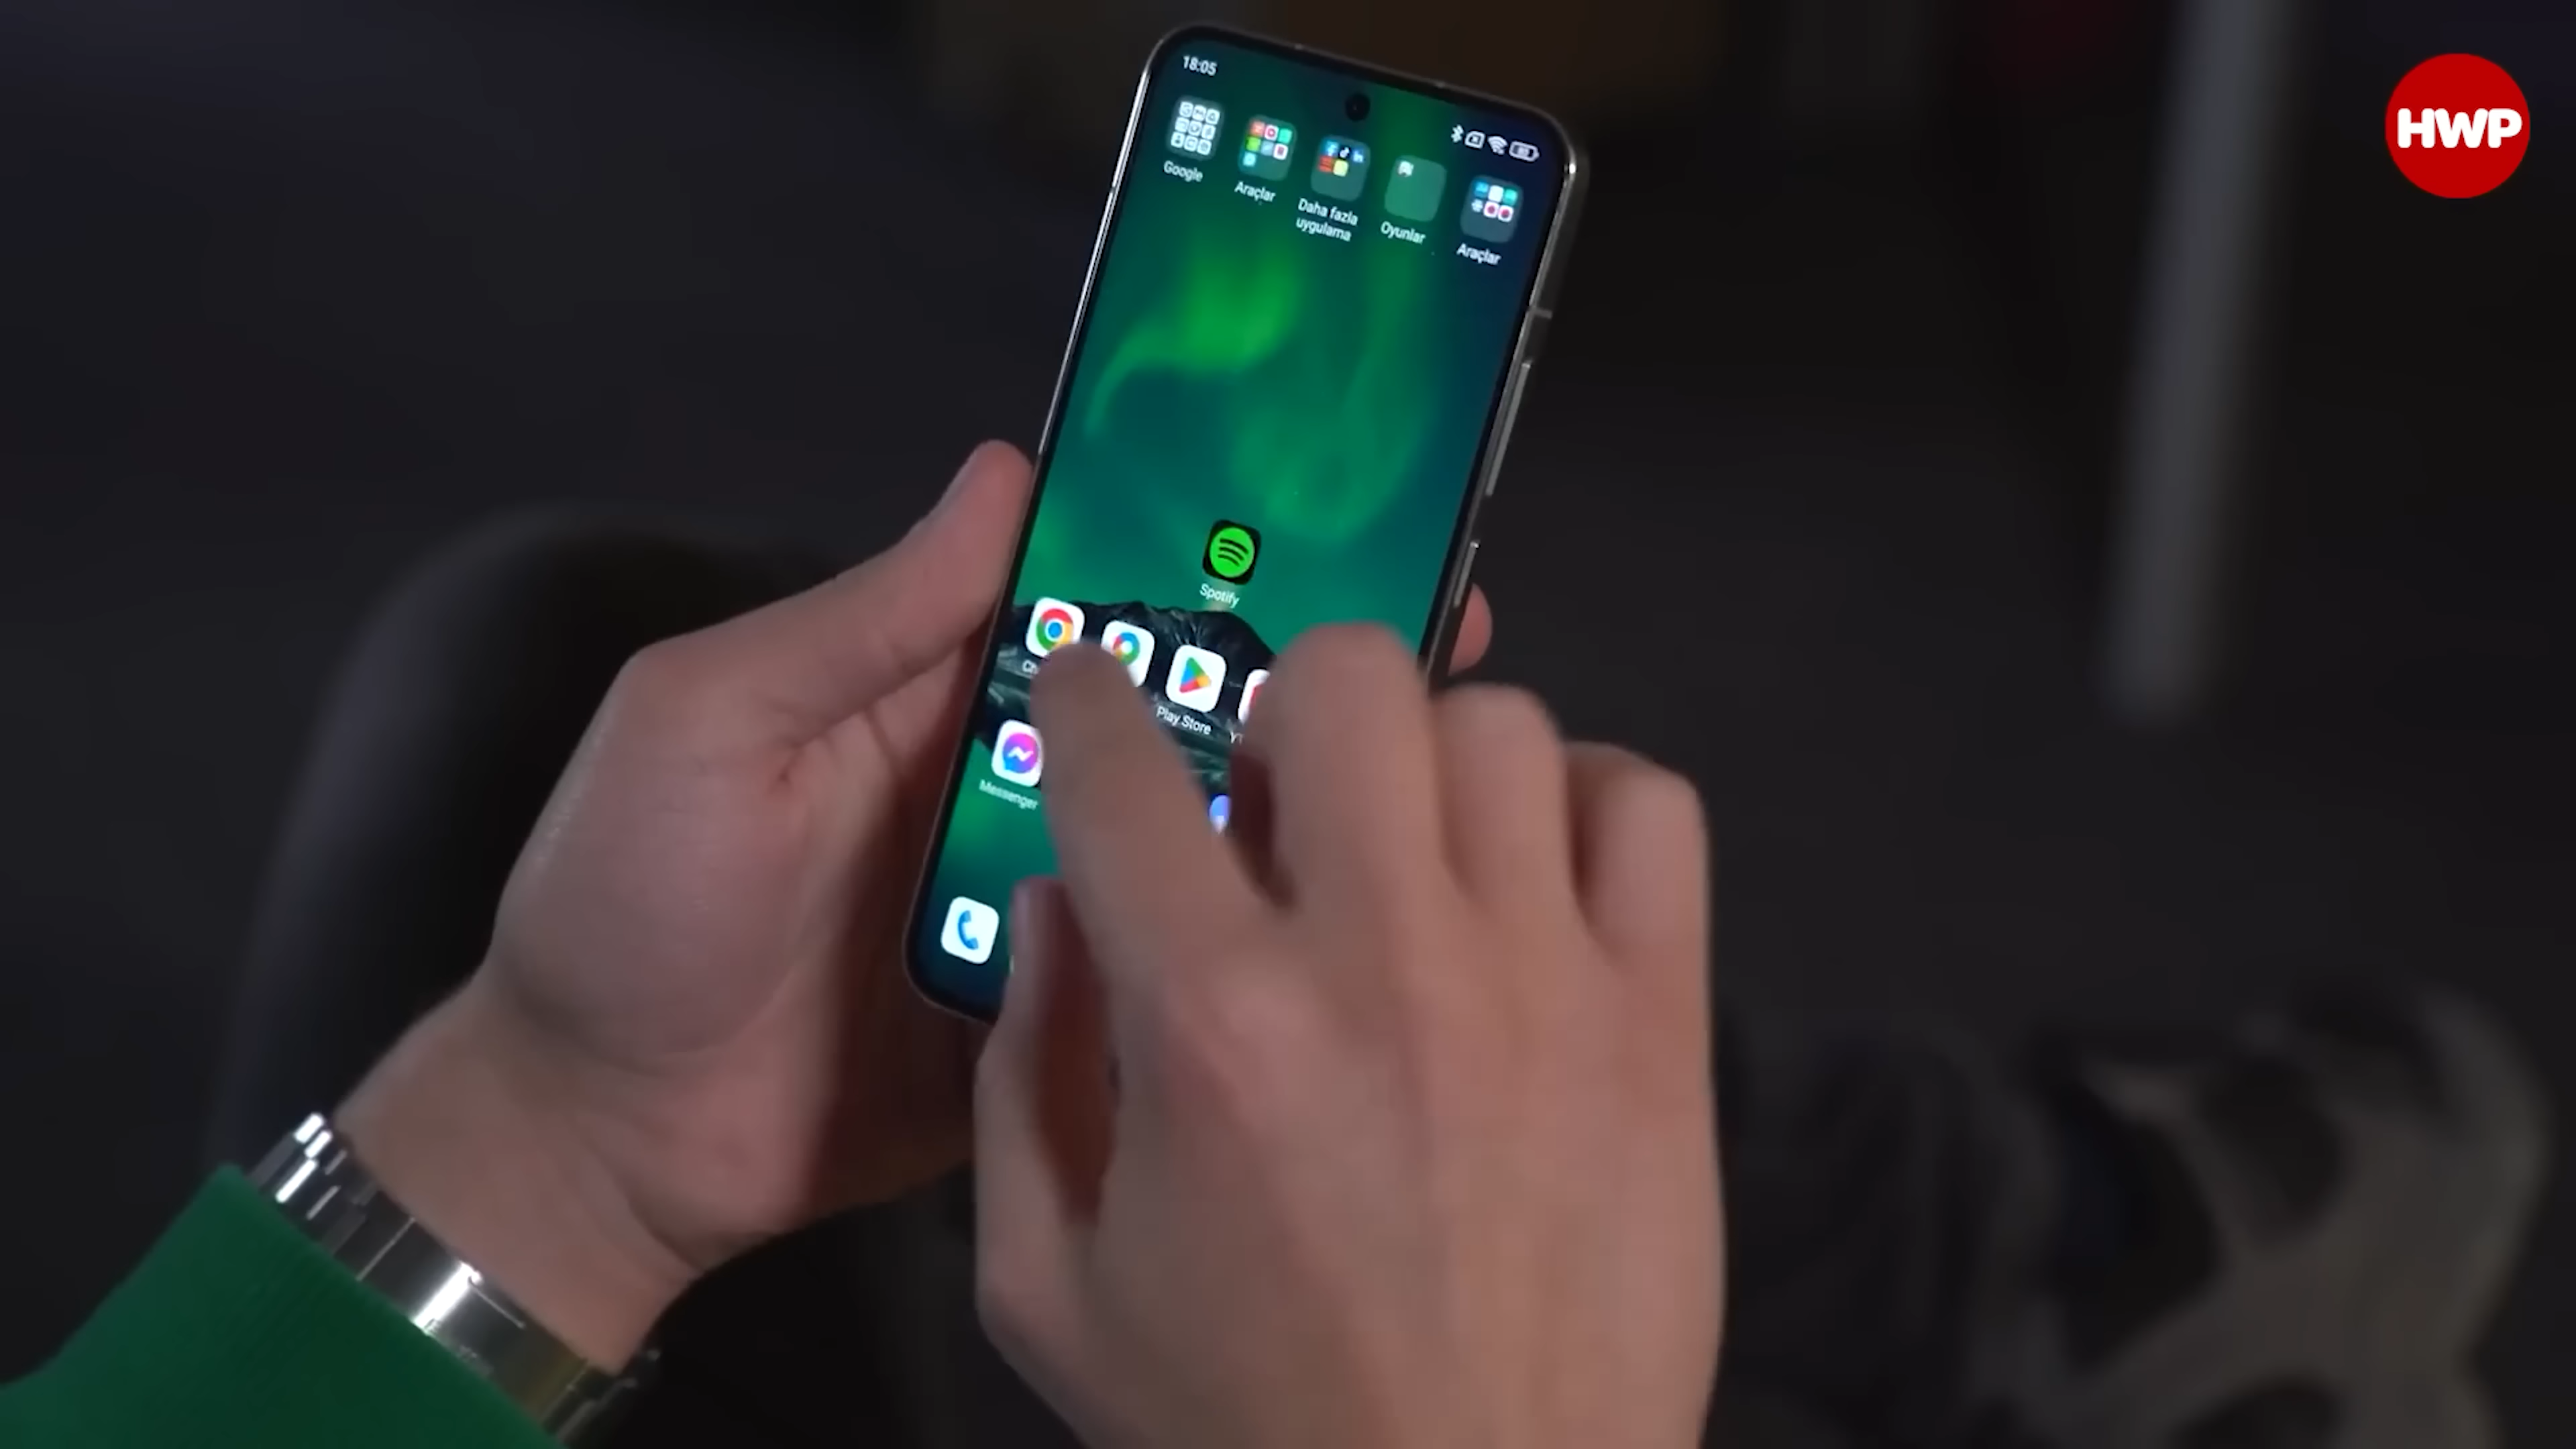 18:05
HWP
Google
Araçlar
Daha fazla
uygulama
Oyunlar
Araçlar
Spotify
Play Store
Messenger